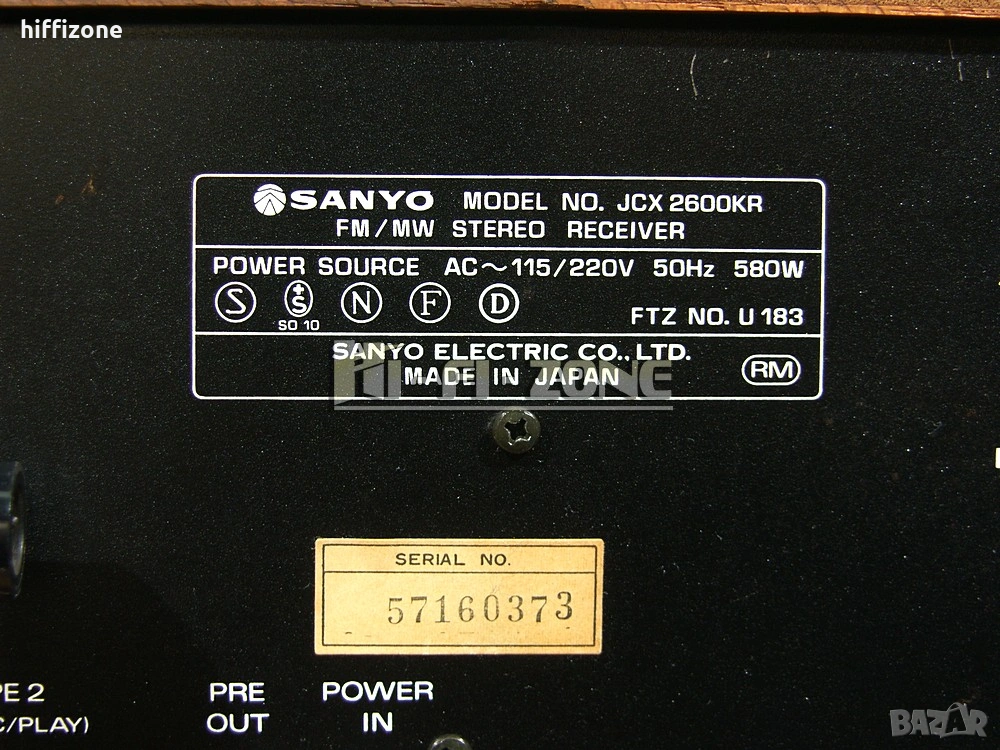 hiffizone
SANYO MODEL NO. JCX 2600KR
FM/MW STEREO RECEIVER
POWER SOURCE AC~115/220V 50Hz 580W
S +S N F D
SO 10
FTZ NO. U 183
SANYO ELECTRIC CO., LTD.
MADE IN JAPAN
RM
HI-FI ZONE
SERIAL NO.
57160373
PE 2
C/PLAY)
PRE
OUT
POWER
IN
BAZAR